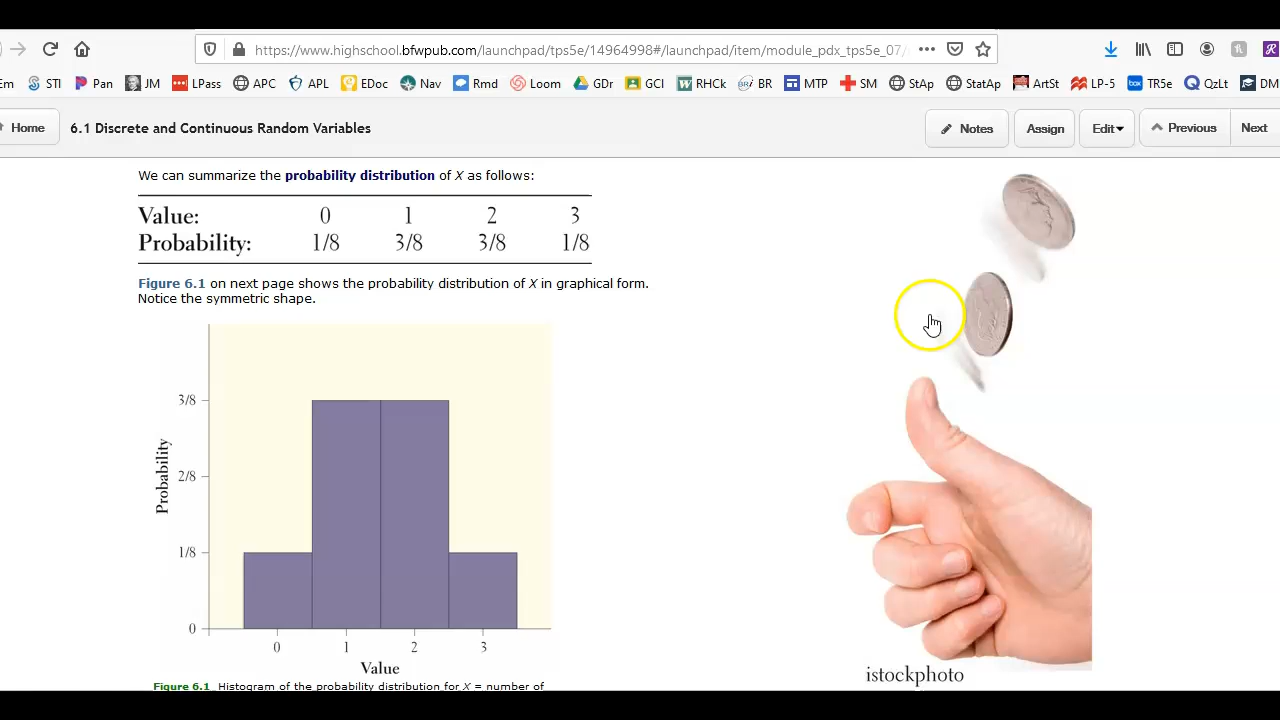 https://www.highschool.bfwpub.com/launchpad/tps5e/14964998#/launchpad/item/module_pdx_tps5e_07/
Em STI Pan JM LPass APC APL EDoc Nav Rmd Loom GDr GCI RHCk BR MTP SM StAp StatAp ArtSt LP-5 TR5e QzLt DM
Home 6.1 Discrete and Continuous Random Variables Notes Assign Edit Previous Next
We can summarize the probability distribution of X as follows:
Value: 0 1 2 3
Probability: 1/8 3/8 3/8 1/8
Figure 6.1 on next page shows the probability distribution of X in graphical form.
Notice the symmetric shape.
3/8
2/8
1/8
0
Probability
0 1 2 3
Value
istockphoto
Figure 6.1 Histogram of the probability distribution for X = number of